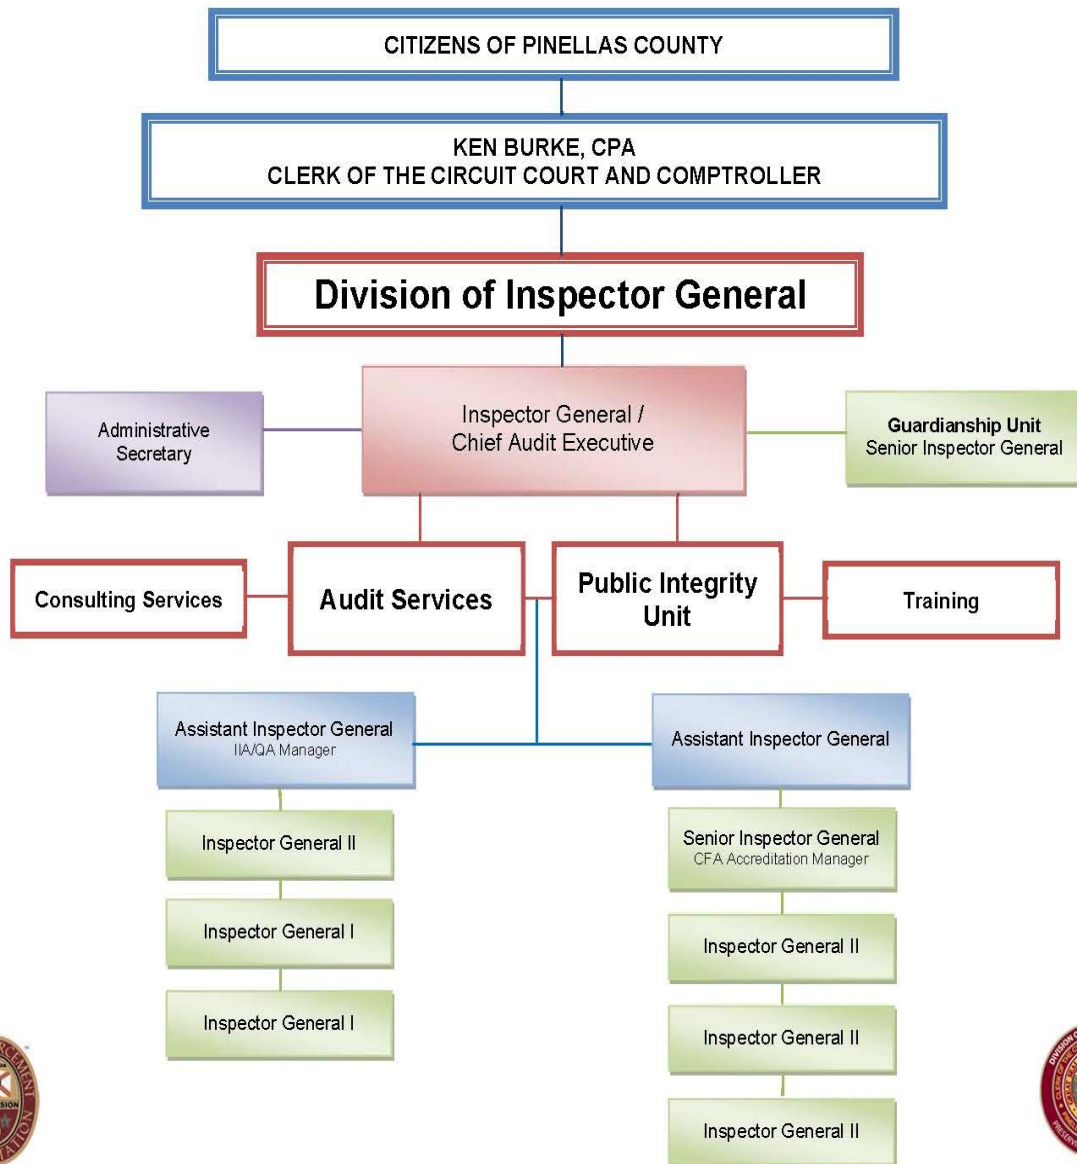 CITIZENS OF PINELLAS COUNTY
KEN BURKE, CPA
CLERK OF THE CIRCUIT COURT AND COMPTROLLER
Division of Inspector General
Administrative
Secretary
Inspector General /
Chief Audit Executive
Guardianship Unit
Senior Inspector General
Consulting Services
Audit Services
Public Integrity
Unit
Training
Assistant Inspector General
IIA/QA Manager
Assistant Inspector General
Inspector General II
Senior Inspector General
CFA Accreditation Manager
Inspector General I
Inspector General II
Inspector General I
Inspector General II
Inspector General II
DIVISION O